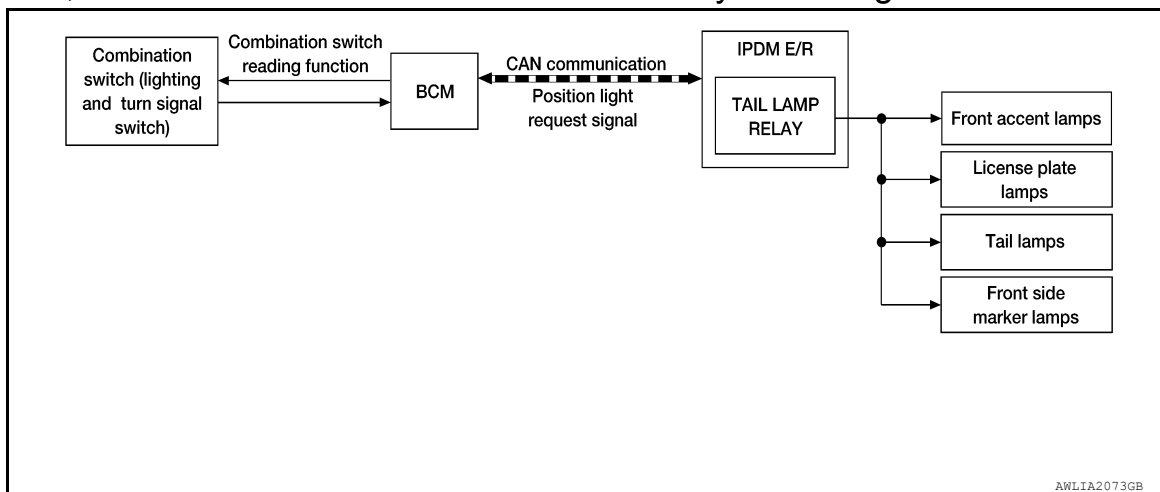 Combination
switch (lighting
and turn signal
switch)
Combination switch
reading function
BCM
CAN communication
Position light
request signal
IPDM E/R
TAIL LAMP
RELAY
Front accent lamps
License plate
lamps
Tail lamps
Front side
marker lamps
AWLIA2073GB